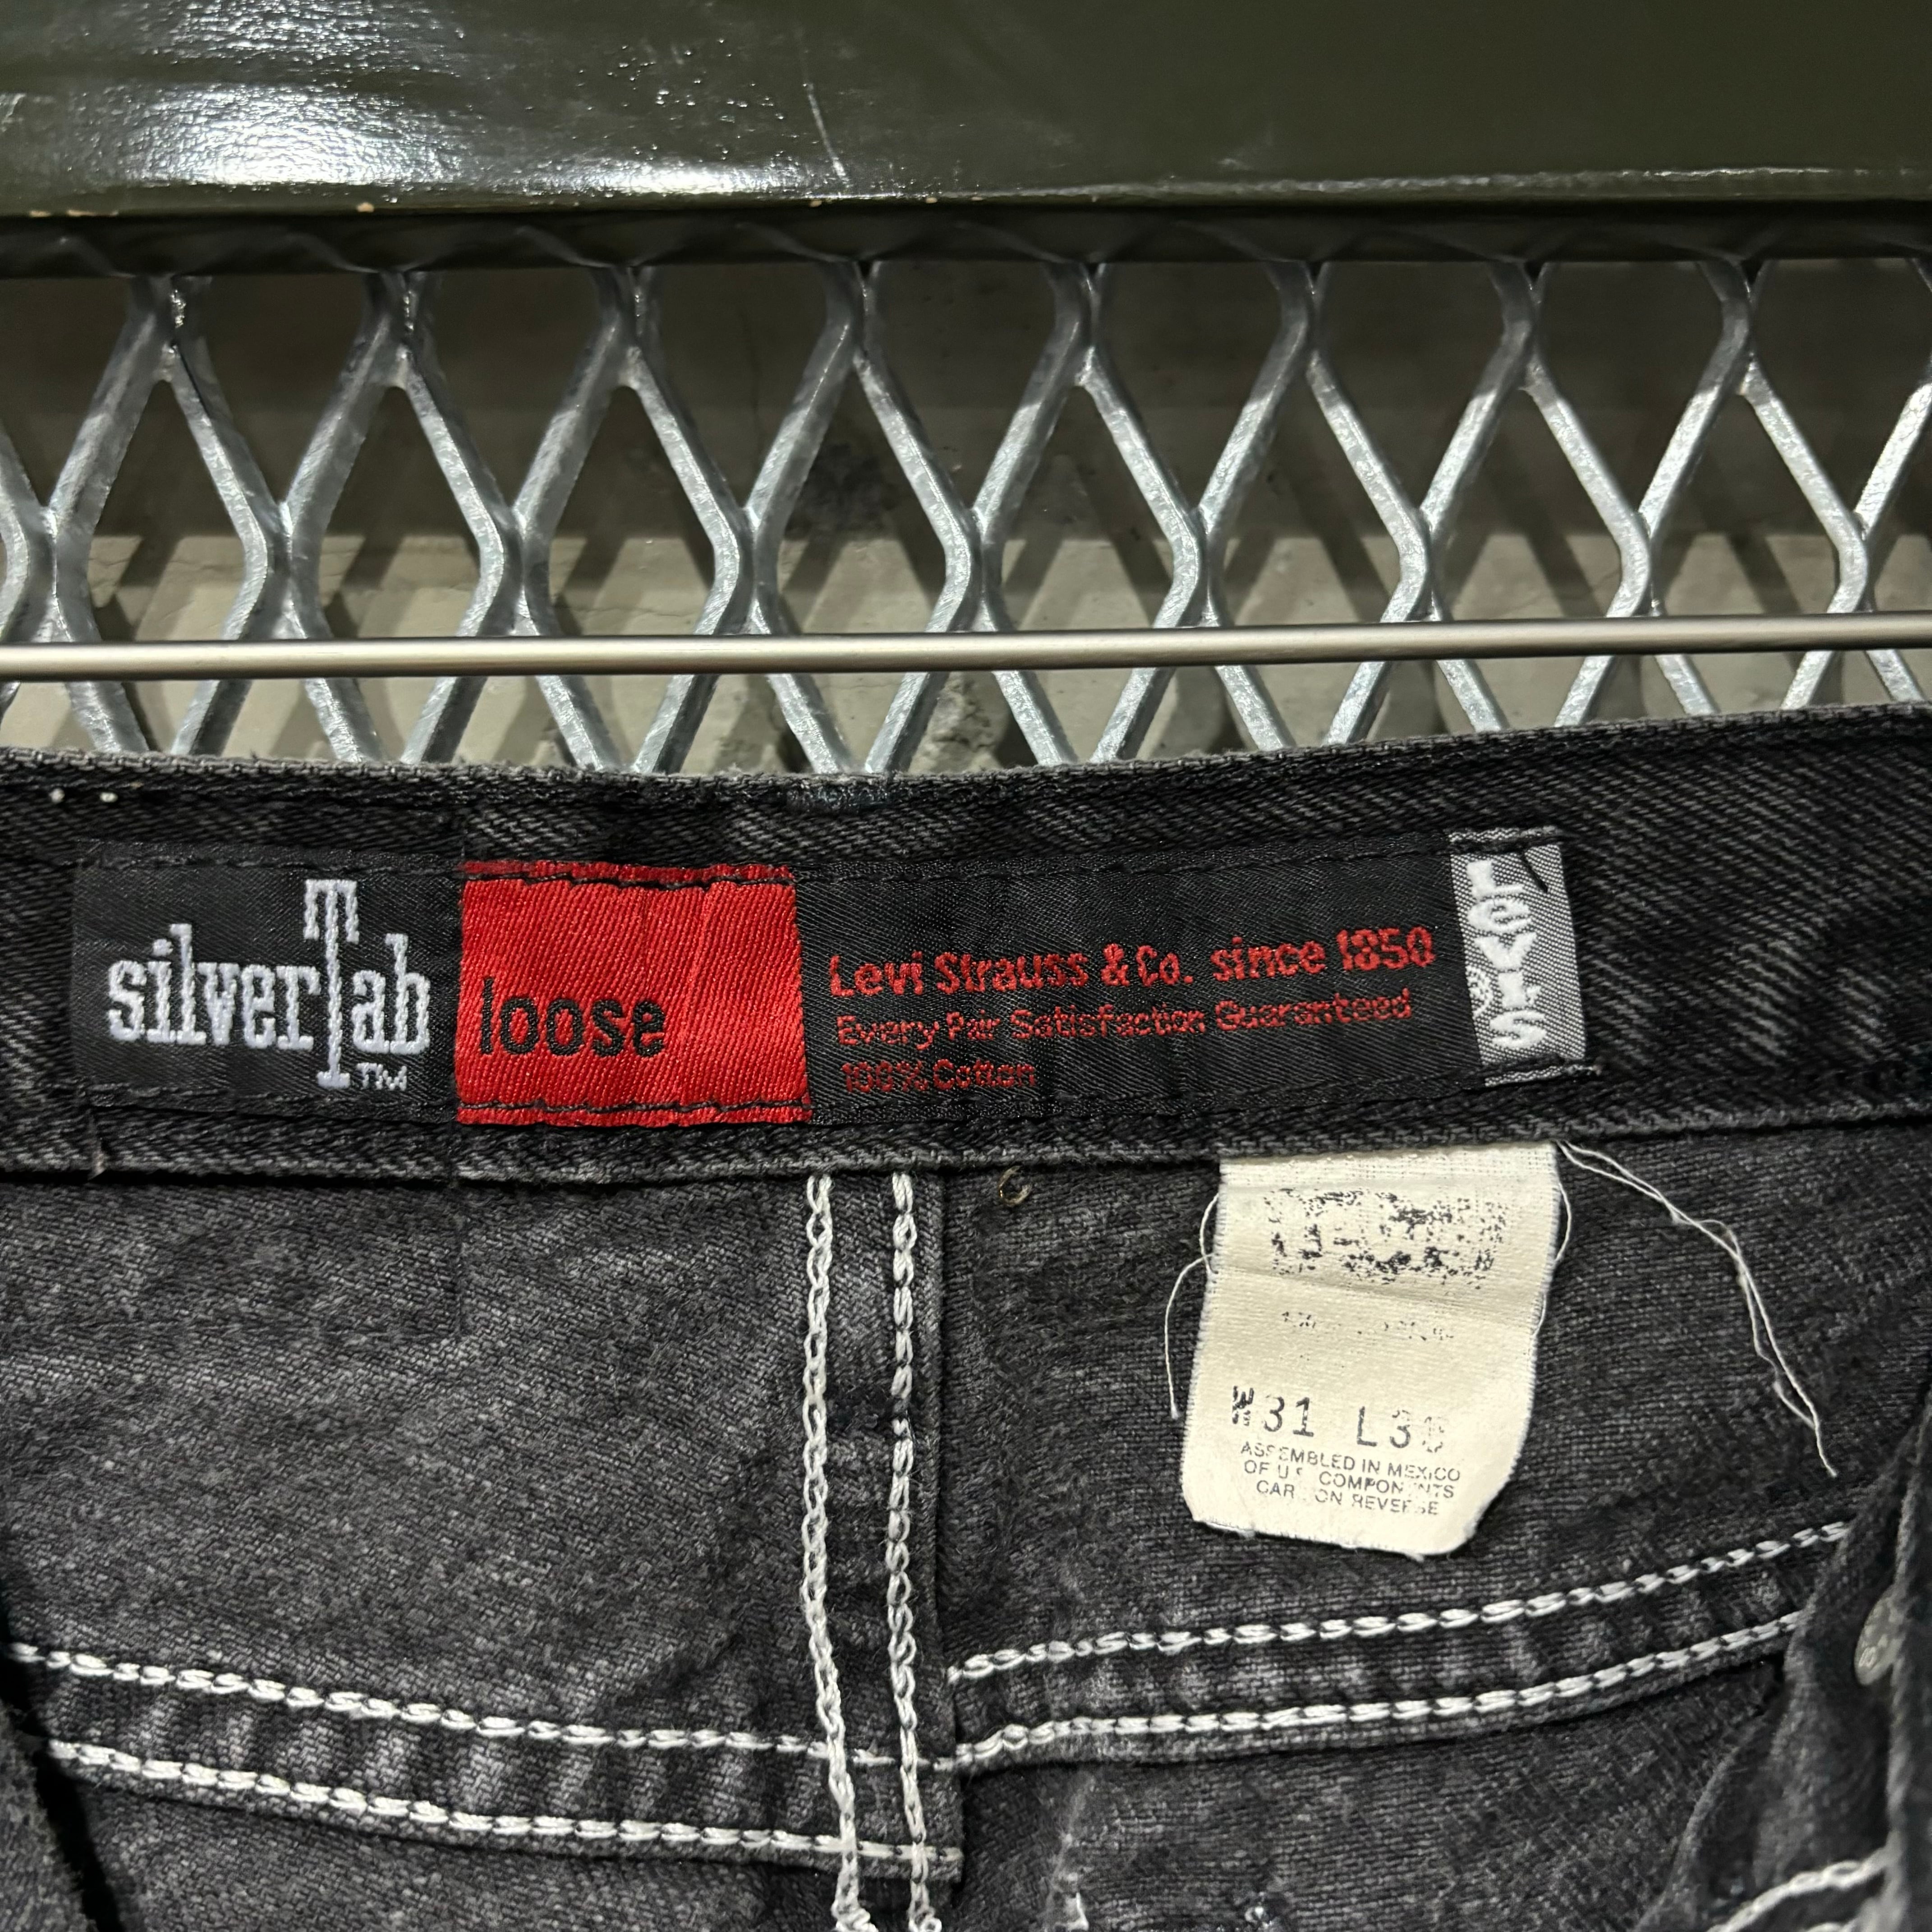 silverTab
TM
loose
Levi Strauss & Co. since 1850
Every Pair Satisfaction Guaranteed
100% Cotton
Levi's
®
W31
ASSEMBLED IN MEXICO
OF U.S. COMPONENTS
CARE ON REVERSE